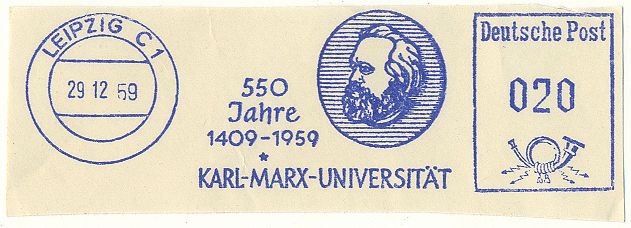 LEIPZIG C1
29 12 59
550
Jahre
1409-1959
*
KARL-MARX-UNIVERSITÄT
Deutsche Post
020